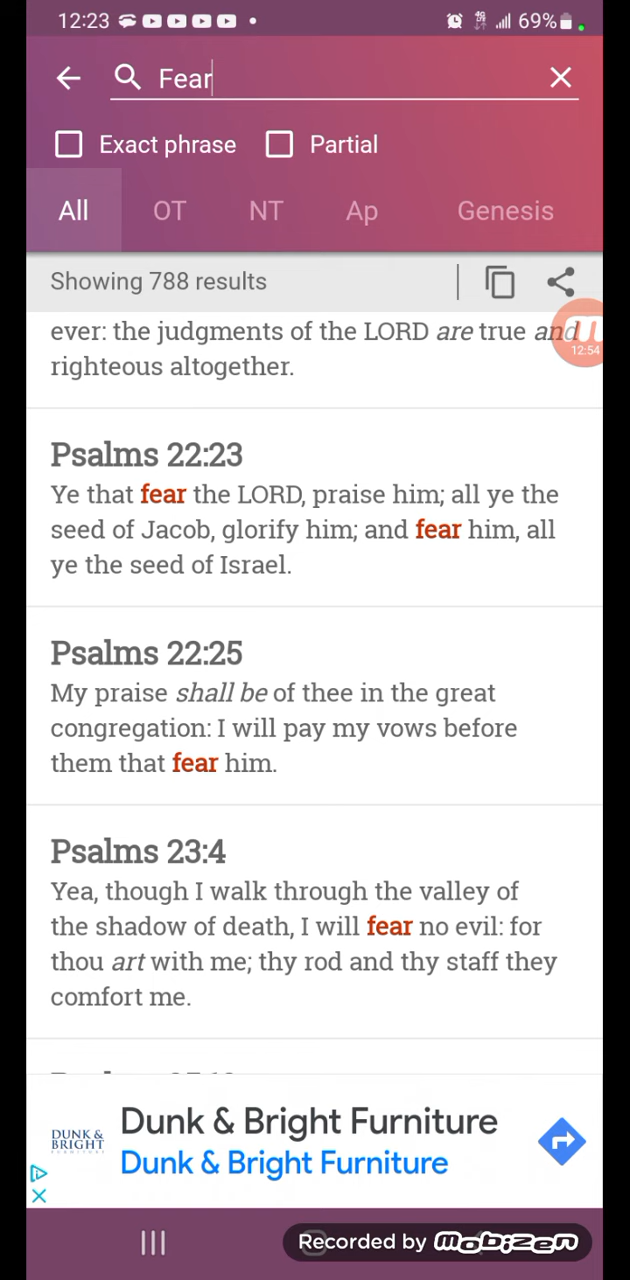 12:23 69%
Fear
Exact phrase Partial
All OT NT Ap Genesis
Showing 788 results
ever: the judgments of the LORD are true and
righteous altogether.
12:54
Psalms 22:23
Ye that fear the LORD, praise him; all ye the
seed of Jacob, glorify him; and fear him, all
ye the seed of Israel.
Psalms 22:25
My praise shall be of thee in the great
congregation: I will pay my vows before
them that fear him.
Psalms 23:4
Yea, though I walk through the valley of
the shadow of death, I will fear no evil: for
thou art with me; thy rod and thy staff they
comfort me.
DUNK &
BRIGHT
FURNITURE
Dunk & Bright Furniture
Dunk & Bright Furniture
Recorded by mobizen